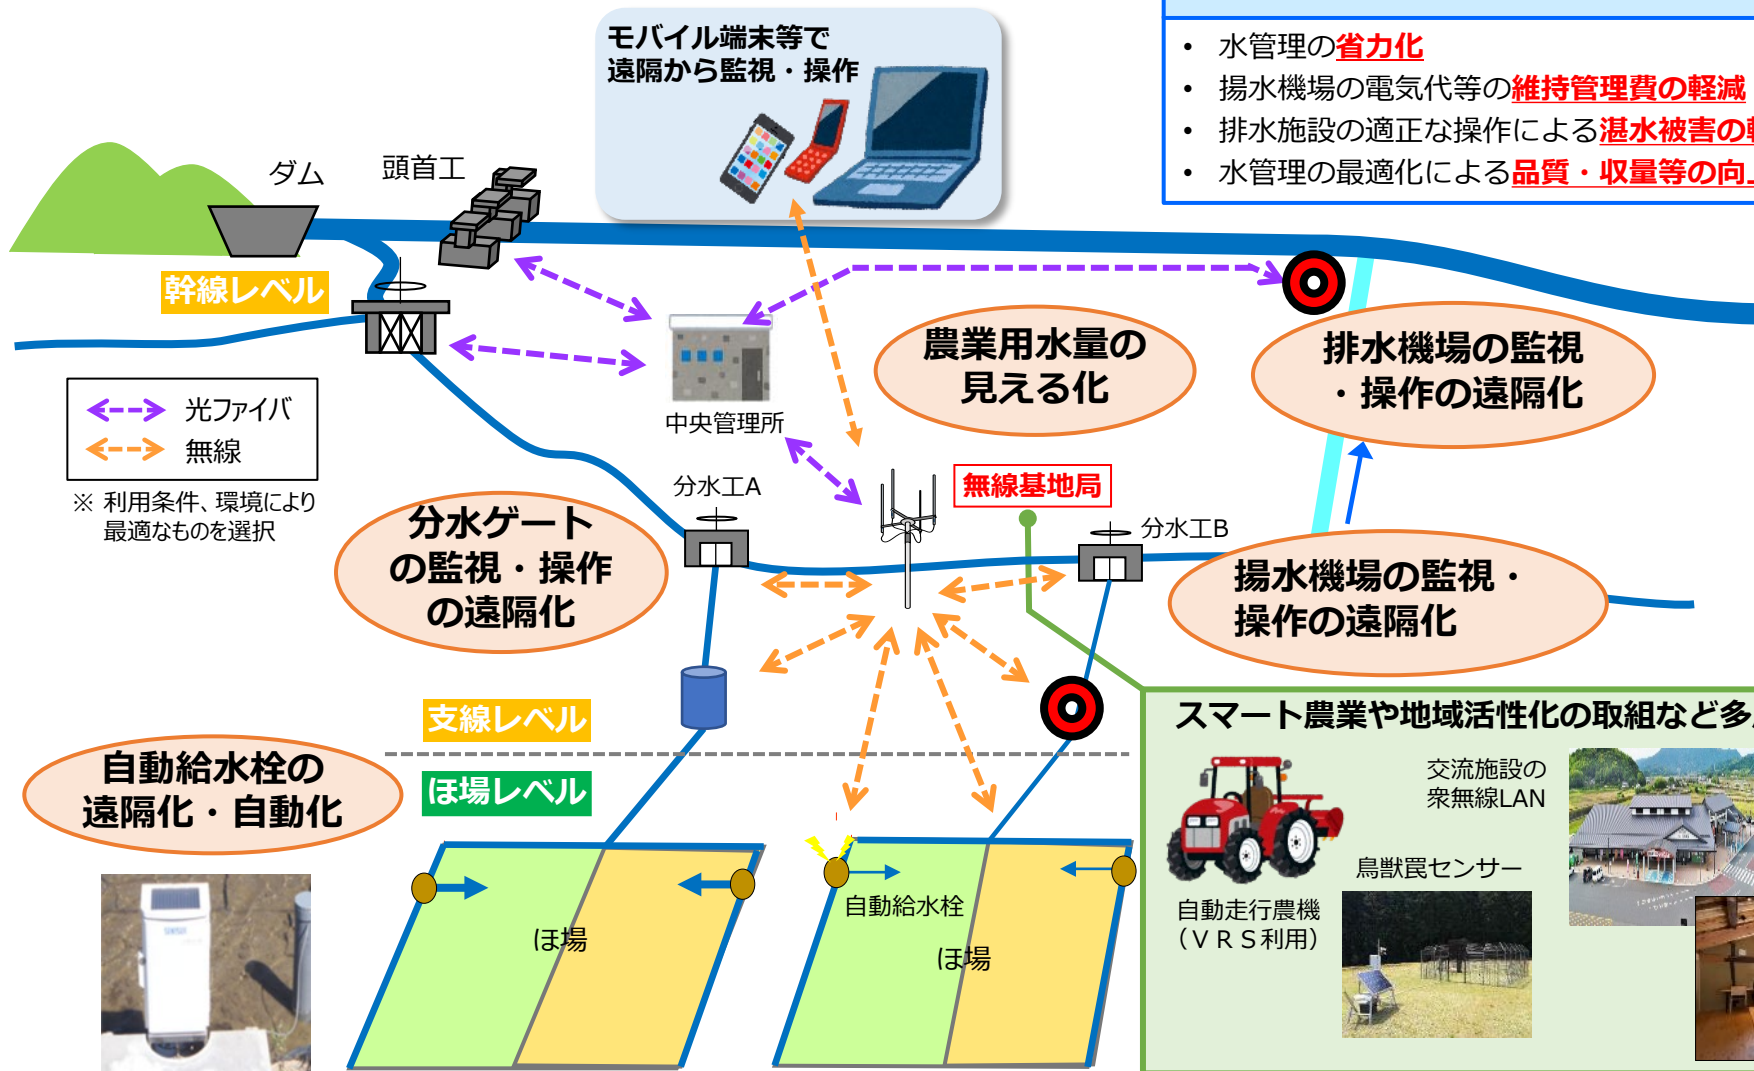 モバイル端末等で
遠隔から監視・操作
• 水管理の省力化
• 揚水機場の電気代等の維持管理費の軽減
• 排水施設の適正な操作による湛水被害の軽
• 水管理の最適化による品質・収量等の向上
ダム
頭首工
幹線レベル
光ファイバ
無線
※ 利用条件、環境により
最適なものを選択
中央管理所
農業用水量の
見える化
排水機場の監視
・操作の遠隔化
分水工A
無線基地局
分水工B
分水ゲート
の監視・操作
の遠隔化
揚水機場の監視・
操作の遠隔化
支線レベル
ほ場レベル
自動給水栓の
遠隔化・自動化
ほ場
自動給水栓
ほ場
スマート農業や地域活性化の取組など多
交流施設の
衆無線LAN
鳥獣罠センサー
自動走行農機
（ＶＲＳ利用）